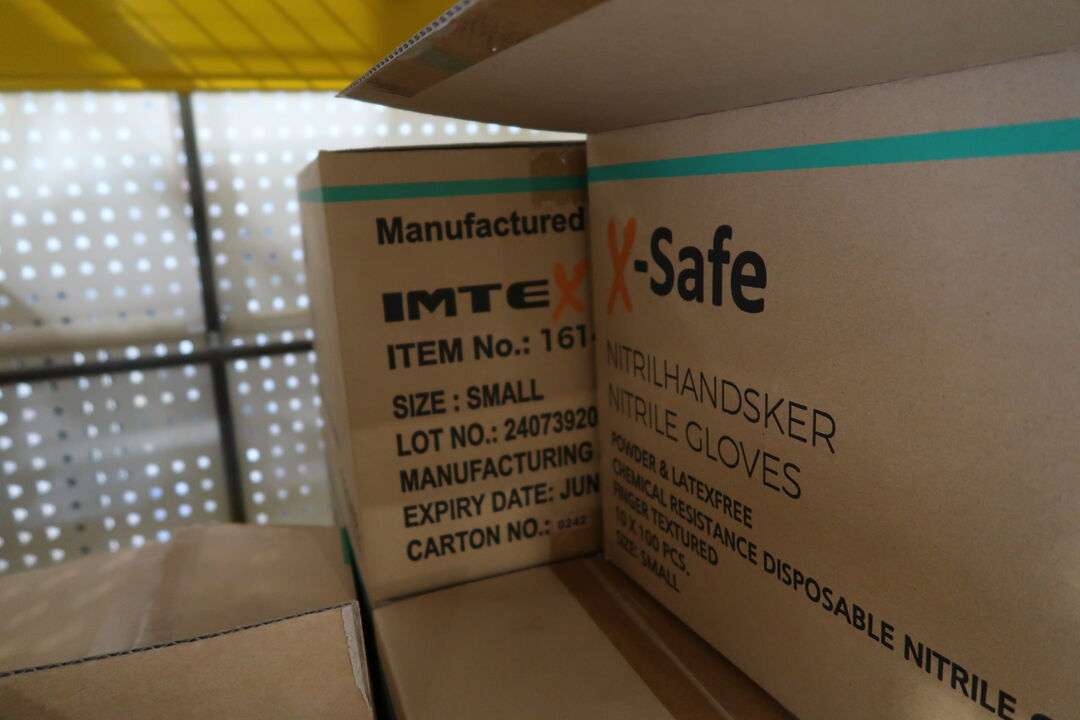 Manufactured
IMTEX
ITEM No.: 161
SIZE : SMALL
LOT NO.: 24073920
MANUFACTURING
EXPIRY DATE: JUN
CARTON NO.: 0242
X-Safe
NITRILHANDSKER
NITRILE GLOVES
POWDER & LATEXFREE
CHEMICAL RESISTANCE DISPOSABLE NITRILE
FINGER TEXTURED
10 X 100 PCS.
SIZE: SMALL